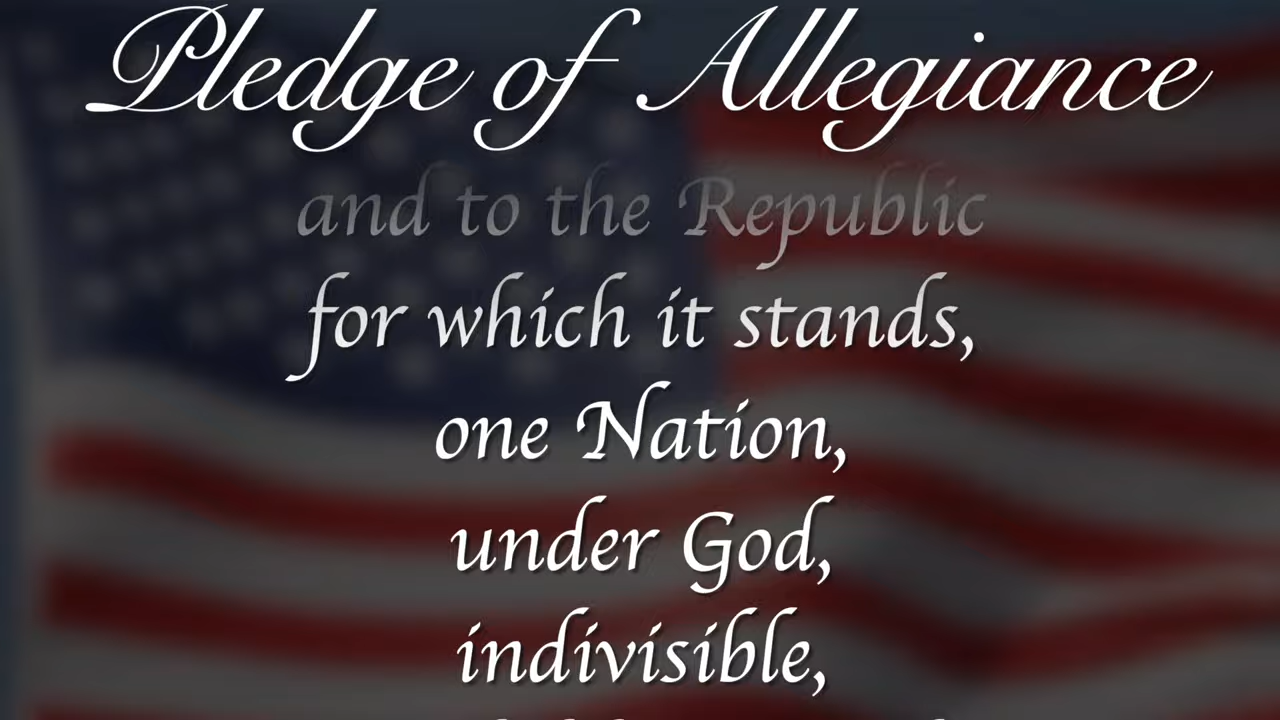 Pledge of Allegiance
and to the Republic
for which it stands,
one Nation,
under God,
indivisible,